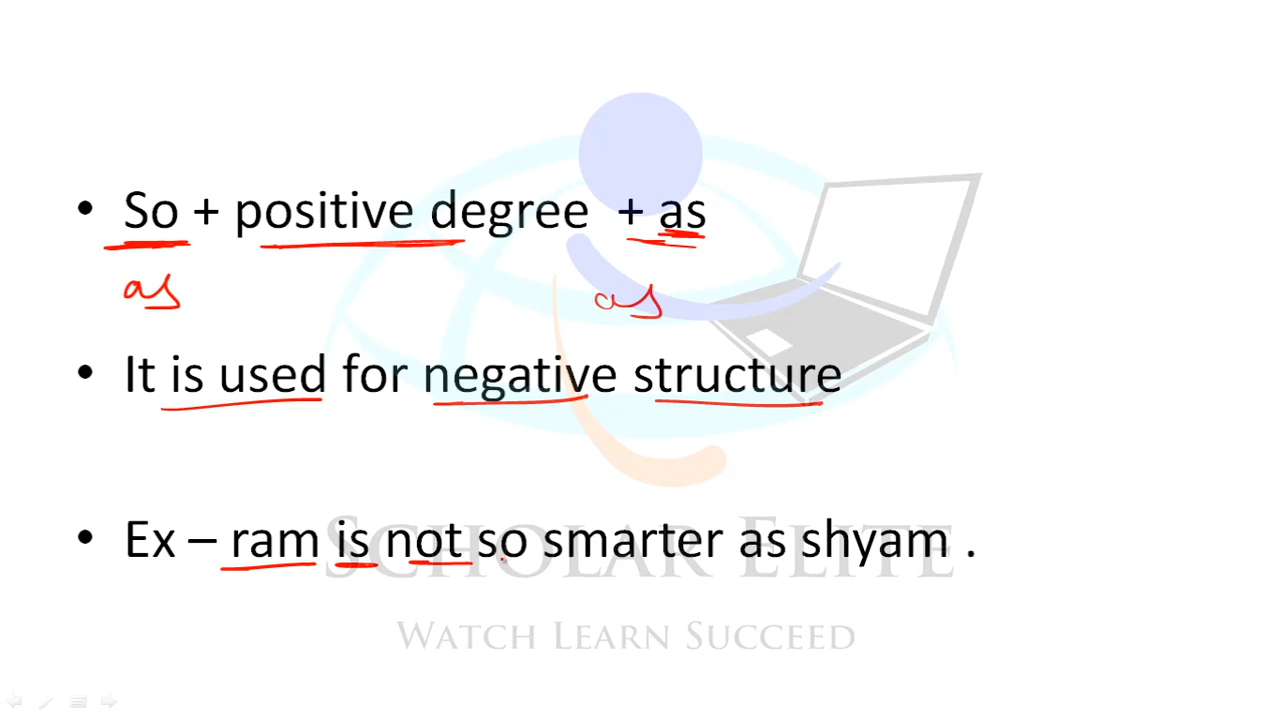 • So + positive degree + as
as as
• It is used for negative structure
• Ex – ram is not so smarter as shyam .
SCHOLAR ELITE
WATCH LEARN SUCCEED